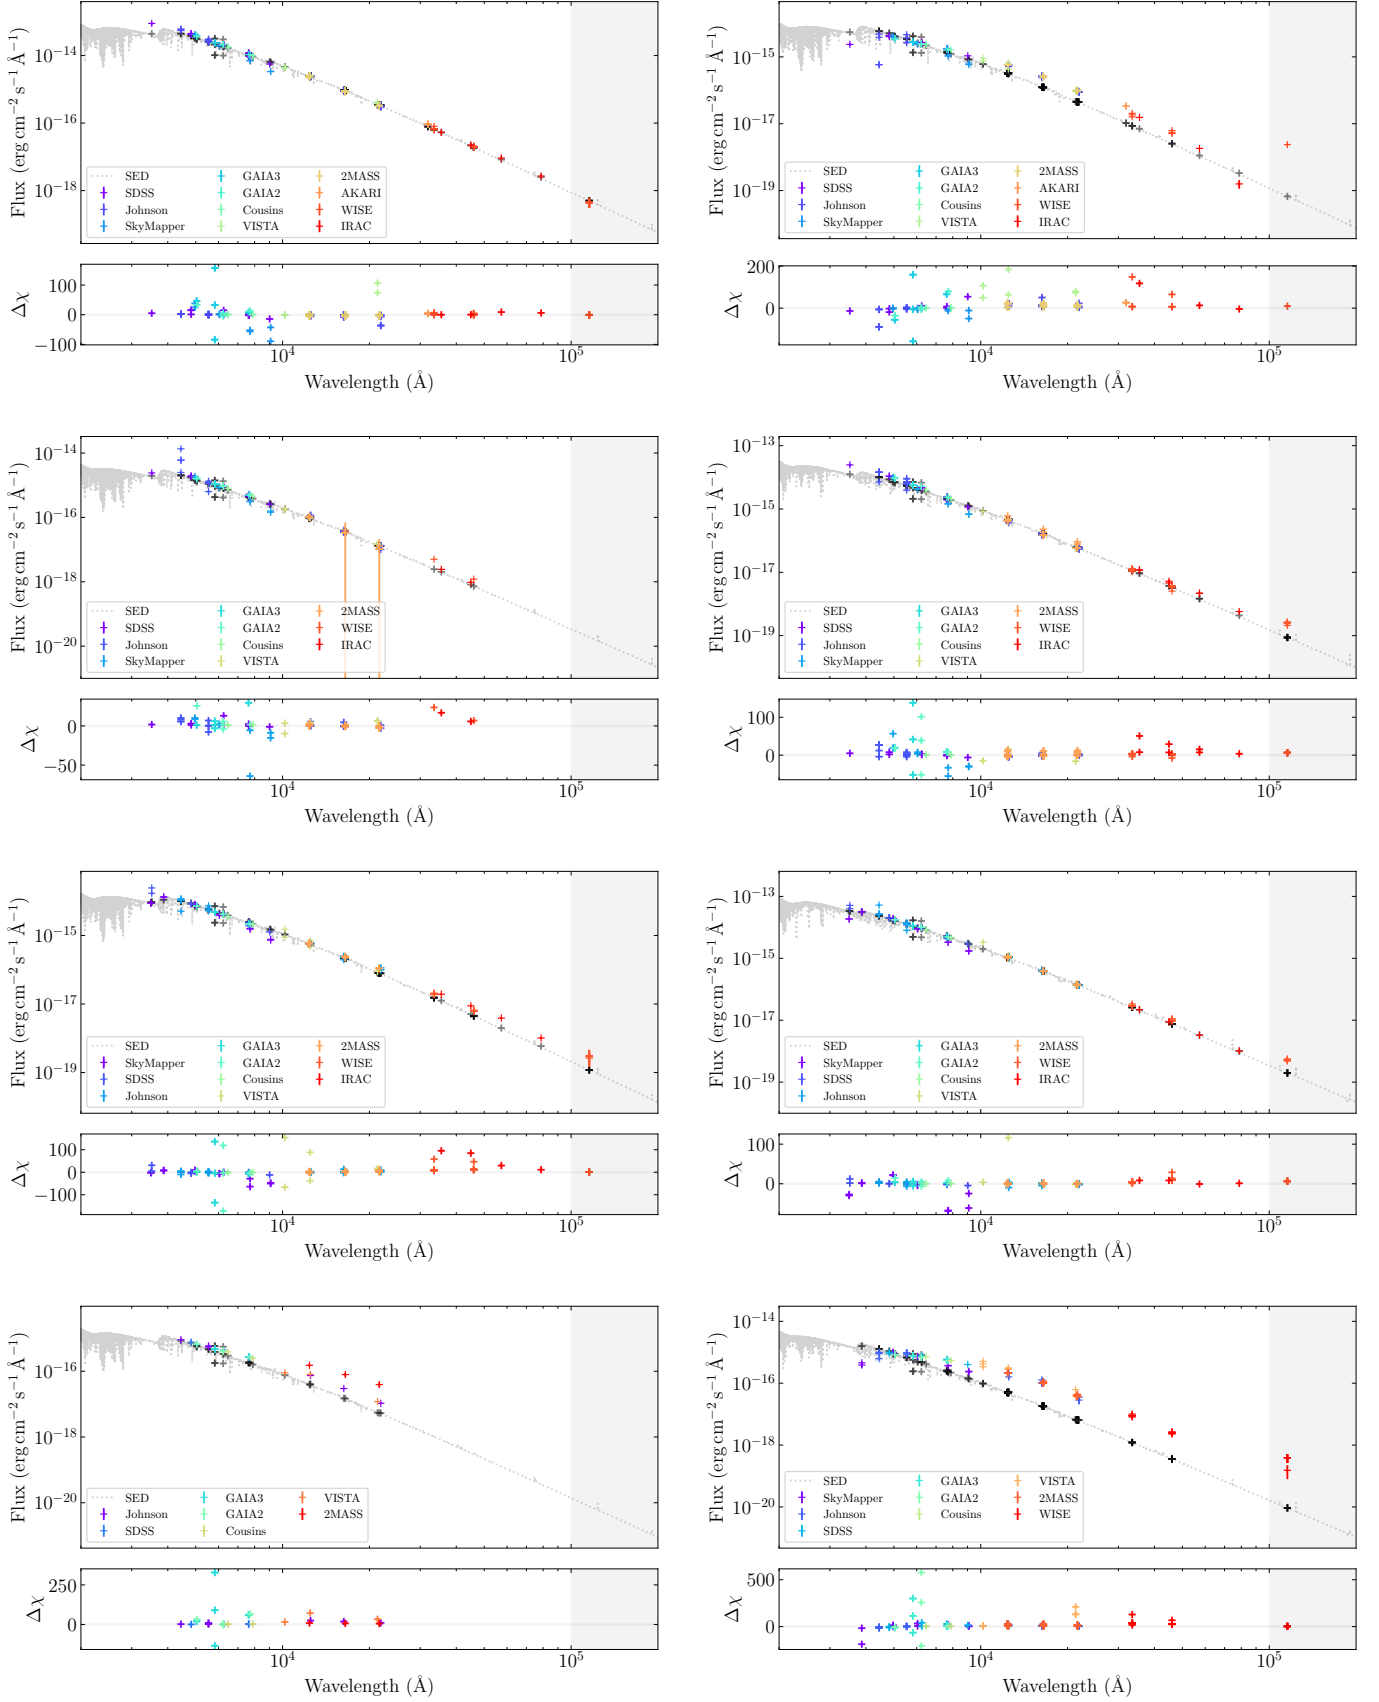 Flux (erg cm⁻² s⁻¹ Å⁻¹)
10⁻¹⁴
10⁻¹⁶
10⁻¹⁸
SED
SDSS
Johnson
SkyMapper
GAIA3
GAIA2
Cousins
VISTA
2MASS
AKARI
WISE
IRAC
Δχ
100
0
−100
10⁴
10⁵
Wavelength (Å)
Flux (erg cm⁻² s⁻¹ Å⁻¹)
10⁻¹⁵
10⁻¹⁷
10⁻¹⁹
SED
SDSS
Johnson
SkyMapper
GAIA3
GAIA2
Cousins
VISTA
2MASS
AKARI
WISE
IRAC
Δχ
200
0
10⁴
10⁵
Wavelength (Å)
Flux (erg cm⁻² s⁻¹ Å⁻¹)
10⁻¹⁴
10⁻¹⁶
10⁻¹⁸
10⁻²⁰
SED
SDSS
Johnson
SkyMapper
GAIA3
GAIA2
Cousins
VISTA
2MASS
WISE
IRAC
Δχ
0
−50
10⁴
10⁵
Wavelength (Å)
Flux (erg cm⁻² s⁻¹ Å⁻¹)
10⁻¹³
10⁻¹⁵
10⁻¹⁷
10⁻¹⁹
SED
SDSS
Johnson
SkyMapper
GAIA3
GAIA2
Cousins
VISTA
2MASS
WISE
IRAC
Δχ
100
0
10⁴
10⁵
Wavelength (Å)
Flux (erg cm⁻² s⁻¹ Å⁻¹)
10⁻¹⁵
10⁻¹⁷
10⁻¹⁹
SED
SkyMapper
SDSS
Johnson
GAIA3
GAIA2
Cousins
VISTA
2MASS
WISE
IRAC
Δχ
100
0
−100
10⁴
10⁵
Wavelength (Å)
Flux (erg cm⁻² s⁻¹ Å⁻¹)
10⁻¹³
10⁻¹⁵
10⁻¹⁷
10⁻¹⁹
SED
SkyMapper
SDSS
Johnson
GAIA3
GAIA2
Cousins
VISTA
2MASS
WISE
IRAC
Δχ
100
0
10⁴
10⁵
Wavelength (Å)
Flux (erg cm⁻² s⁻¹ Å⁻¹)
10⁻¹⁶
10⁻¹⁸
10⁻²⁰
SED
Johnson
SDSS
GAIA3
GAIA2
Cousins
VISTA
2MASS
Δχ
250
0
10⁴
10⁵
Wavelength (Å)
Flux (erg cm⁻² s⁻¹ Å⁻¹)
10⁻¹⁴
10⁻¹⁶
10⁻¹⁸
10⁻²⁰
SED
SkyMapper
Johnson
SDSS
GAIA3
GAIA2
Cousins
VISTA
2MASS
WISE
Δχ
500
0
10⁴
10⁵
Wavelength (Å)